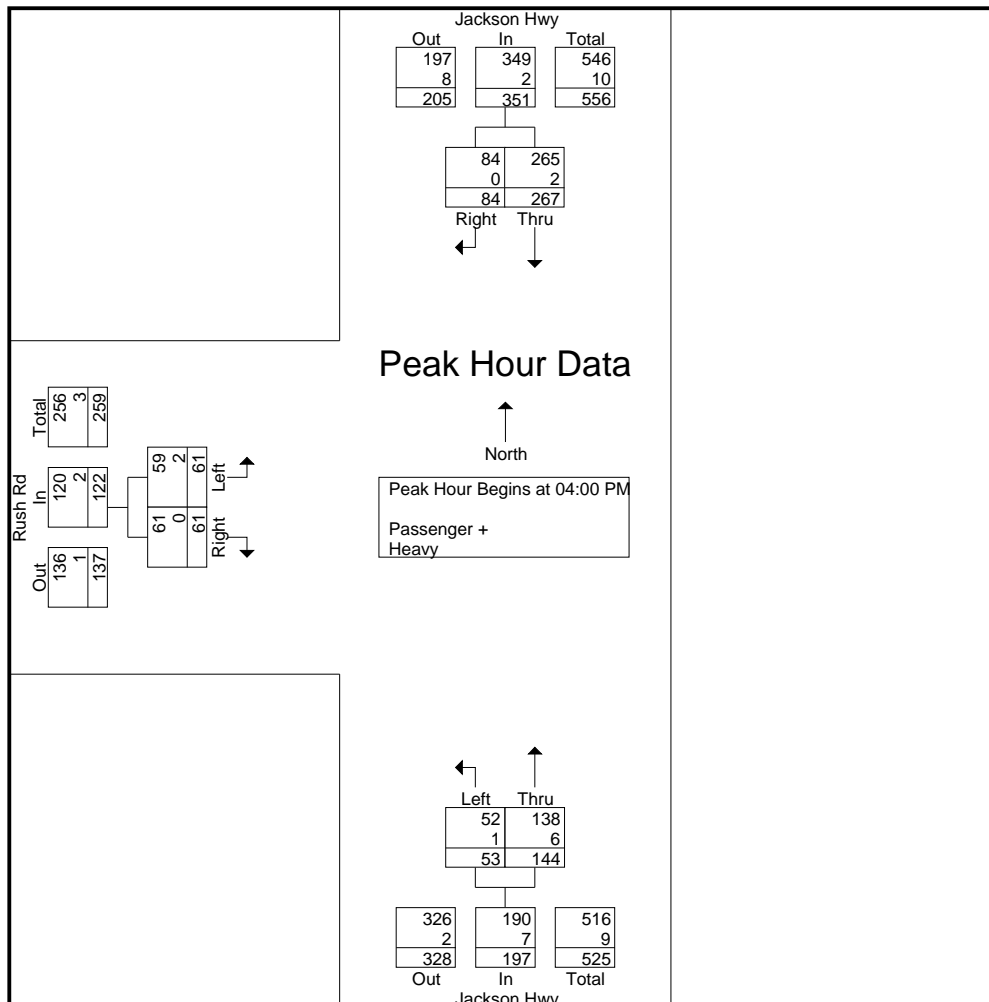 Jackson Hwy
Out In Total
197 349 546
8 2 10
205 351 556
84 265
0 2
84 267
Right Thru
Peak Hour Data
North
Peak Hour Begins at 04:00 PM
Passenger +
Heavy
Rush Rd
Total
256 3 259
In
120 2 122
Out
136 1 137
59 2 61
Left
61 0 61
Right
Left Thru
52 138
1 6
53 144
326 190 516
2 7 9
328 197 525
Out In Total
Jackson Hwy